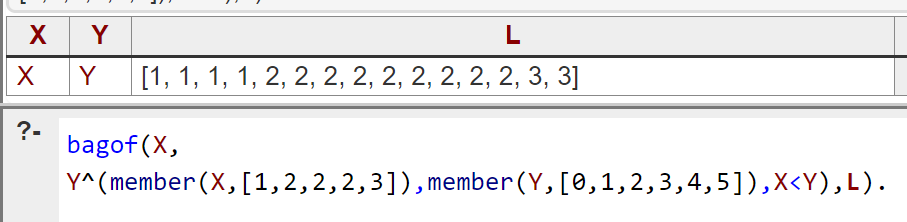 X Y L
X Y [1, 1, 1, 1, 2, 2, 2, 2, 2, 2, 2, 2, 2, 3, 3]
?- bagof(X,
Y^(member(X,[1,2,2,2,3]),member(Y,[0,1,2,3,4,5]),X<Y),L).